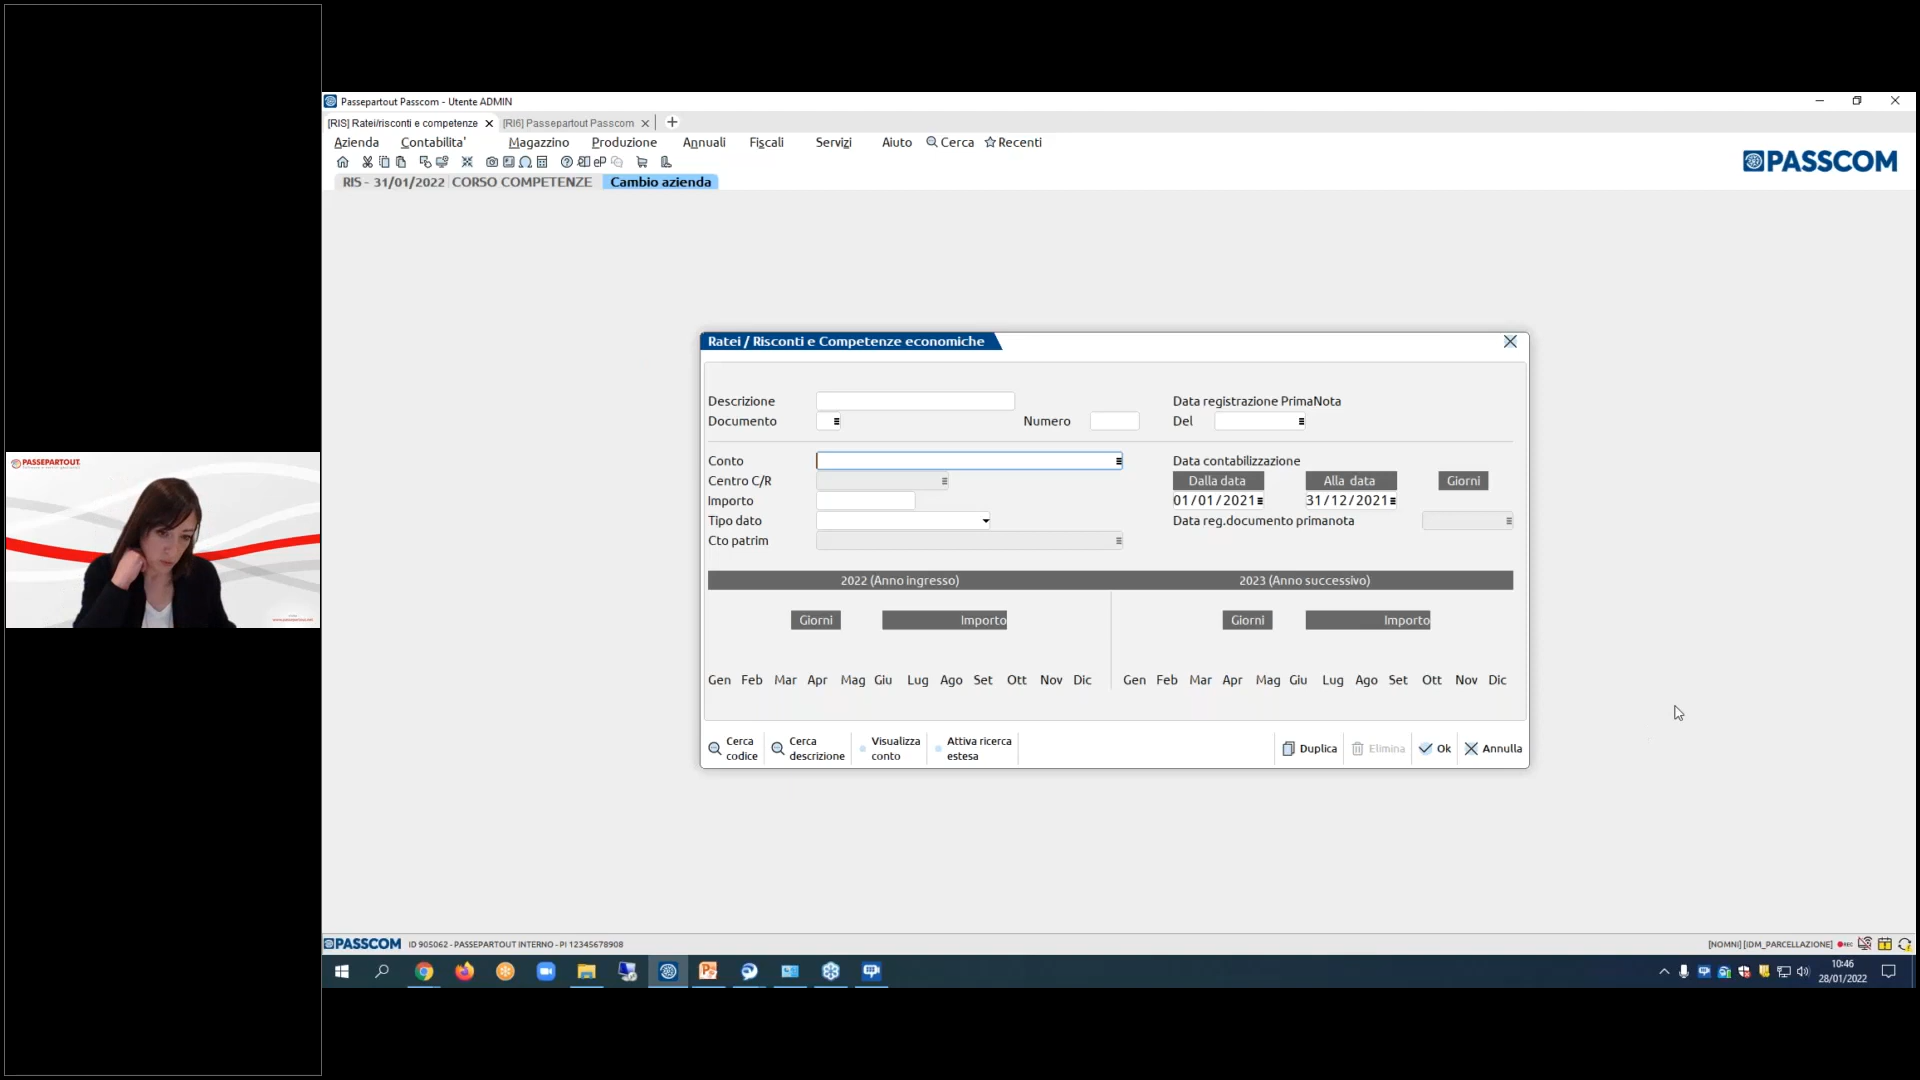 Passepartout Passcom - Utente ADMIN
[RIS] Ratei/risconti e competenze [RI6] Passepartout Passcom
Azienda Contabilita' Magazzino Produzione Annuali Fiscali Servizi Aiuto Cerca Recenti
PASSCOM
RIS - 31/01/2022 CORSO COMPETENZE Cambio azienda
Ratei / Risconti e Competenze economiche
Descrizione Data registrazione PrimaNota
Documento Numero Del
PASSEPARTOUT
Conto Data contabilizzazione
Centro C/R Dalla data Alla data Giorni
Importo 01/01/2021 31/12/2021
Tipo dato Data reg.documento primanota
Cto patrim
2022 (Anno ingresso) 2023 (Anno successivo)
Giorni Importo Giorni Importo
Gen Feb Mar Apr Mag Giu Lug Ago Set Ott Nov Dic Gen Feb Mar Apr Mag Giu Lug Ago Set Ott Nov Dic
Cerca codice Cerca descrizione Visualizza conto Attiva ricerca estesa Duplica Elimina Ok Annulla
PASSCOM ID 905062 - PASSEPARTOUT INTERNO - PI 12345678908 [NOMNI] [IDM_PARCELLAZIONE] REC
10:46
28/01/2022